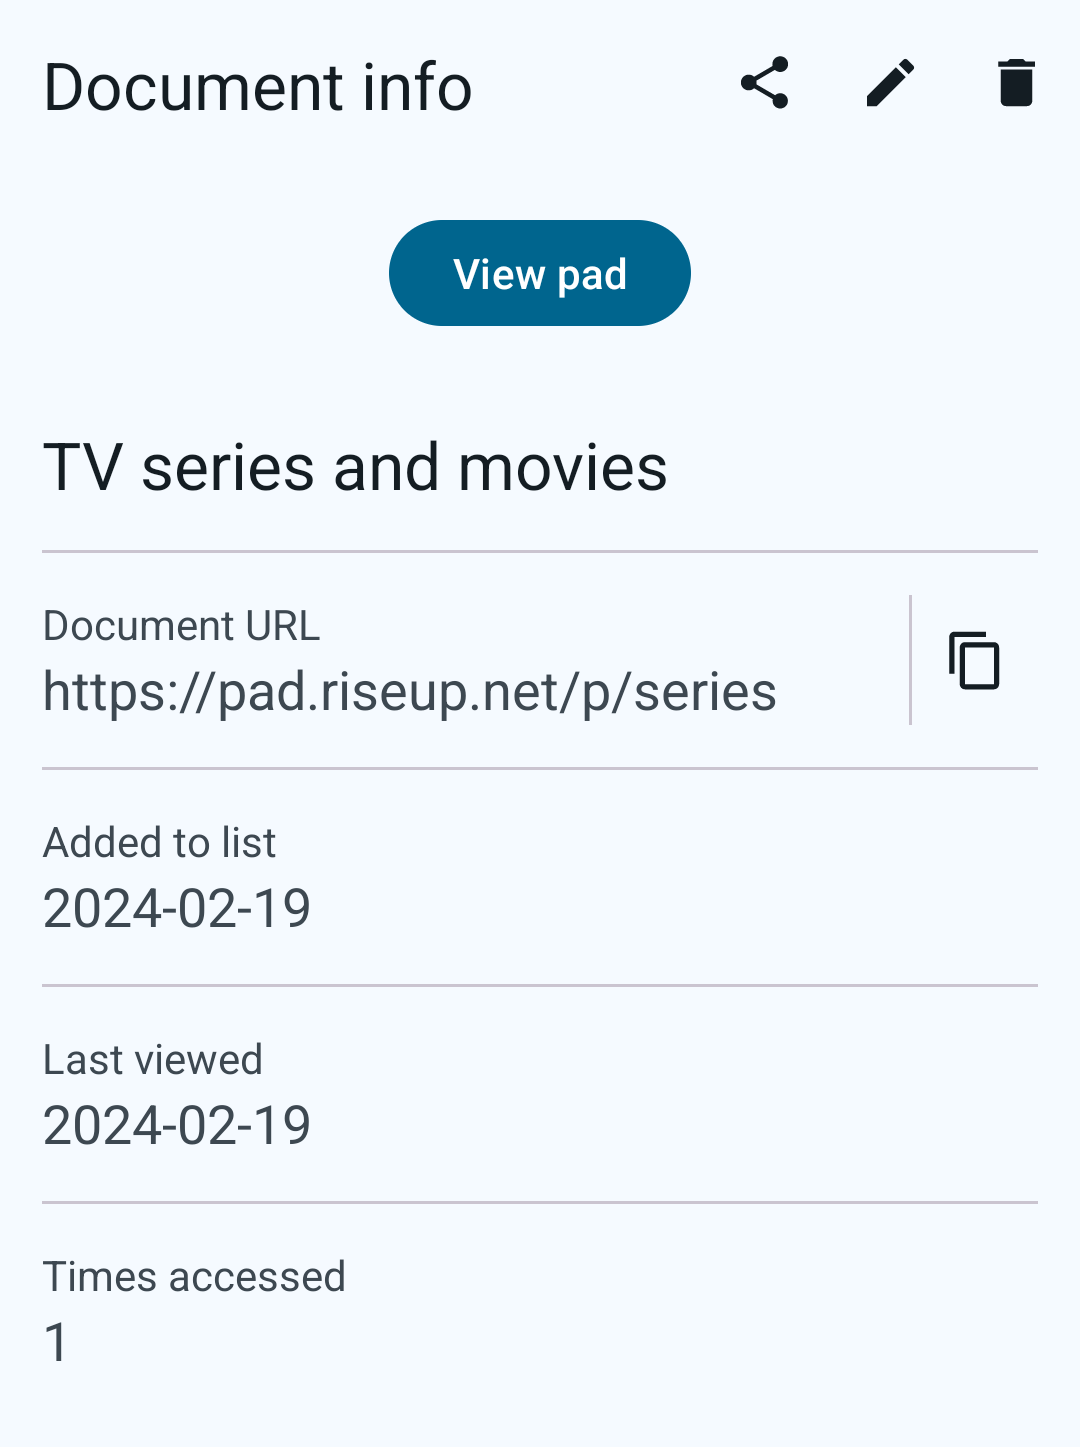 Document info
View pad
TV series and movies
Document URL
https://pad.riseup.net/p/series
Added to list
2024-02-19
Last viewed
2024-02-19
Times accessed
1